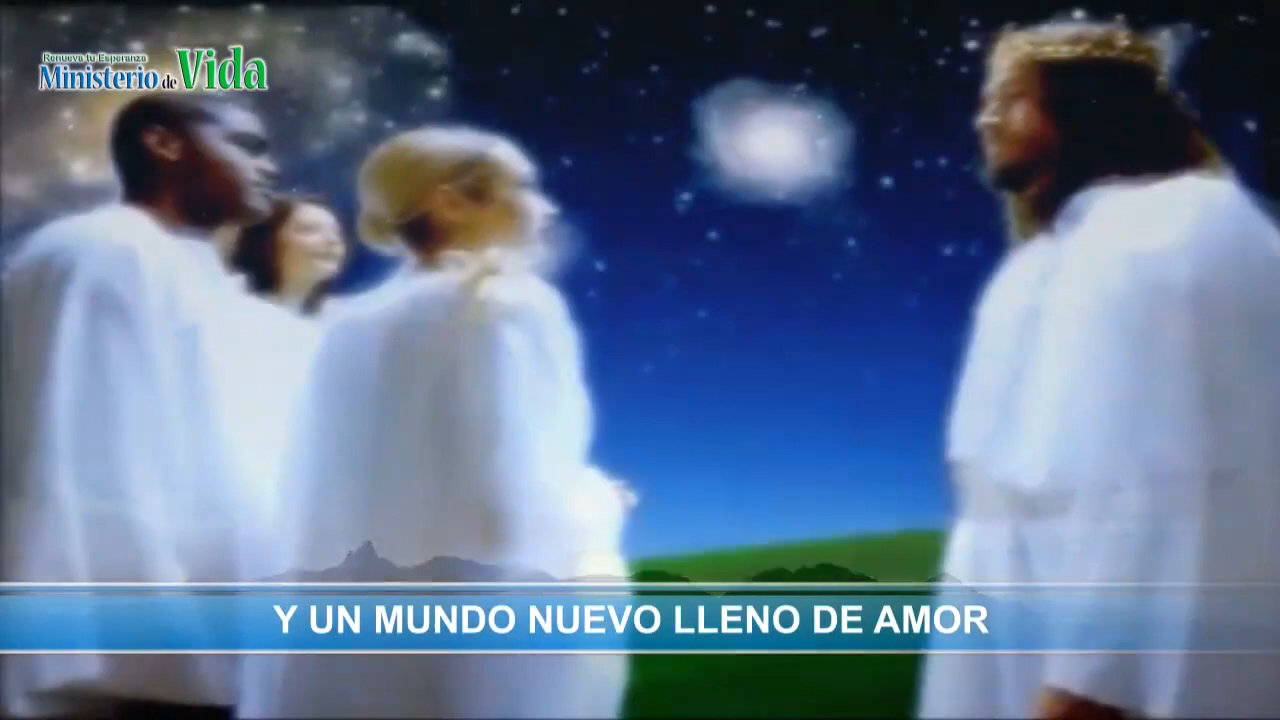 Renueva tu Esperanza
Ministerio de Vida
Y UN MUNDO NUEVO LLENO DE AMOR